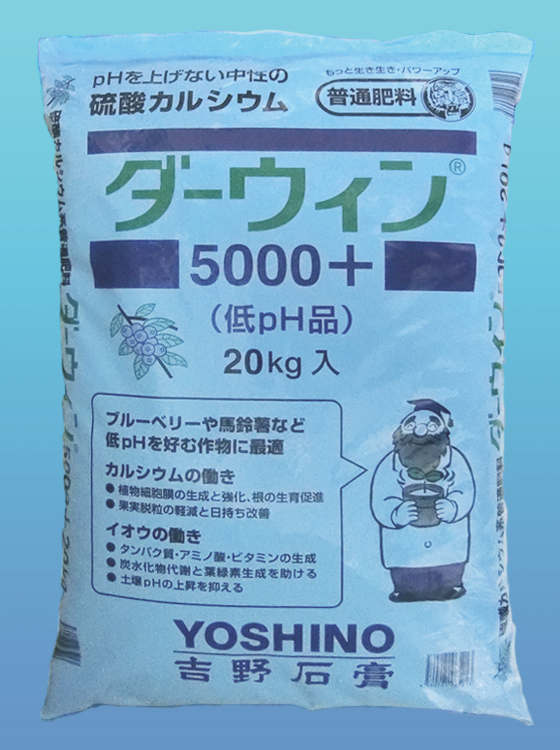 pHを上げない中性の
硫酸カルシウム
もっと生き生き・パワーアップ
普通肥料
ダーウィン®
5000＋
（低pH品）
20kg入
ブルーベリーや馬鈴薯など
低pHを好む作物に最適
カルシウムの働き
● 植物細胞膜の生成と強化、根の生育促進
● 果実脱粒の軽減と日持ち改善
イオウの働き
● タンパク質・アミノ酸・ビタミンの生成
● 炭水化物代謝と葉緑素生成を助ける
● 土壌pHの上昇を抑える
YOSHINO
吉野石膏